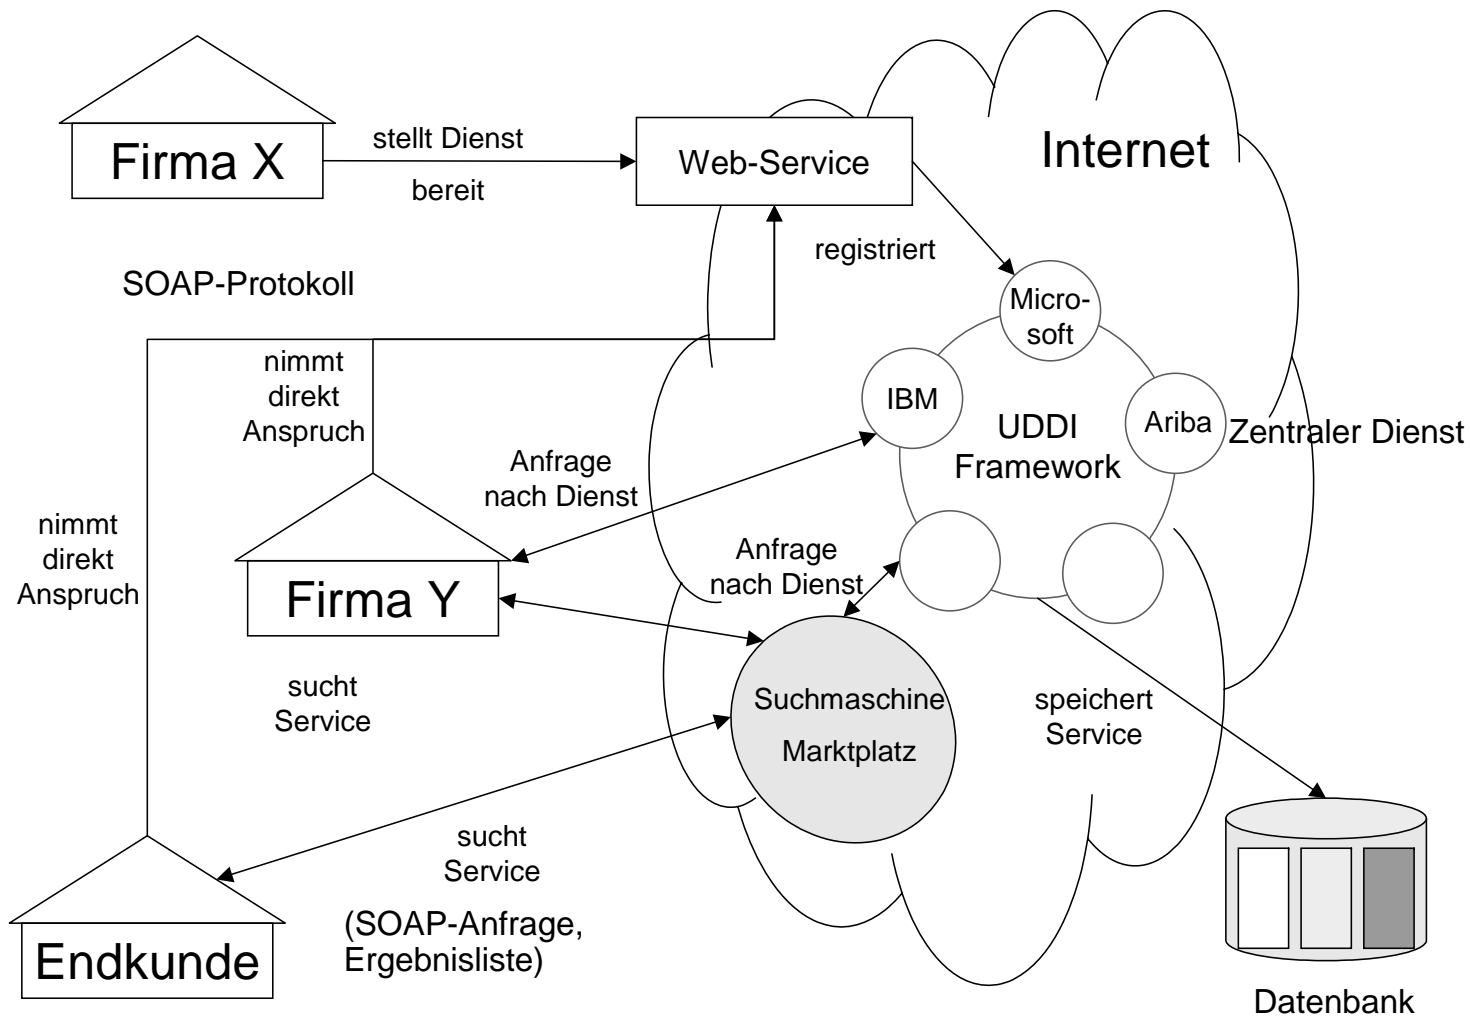 Internet
stellt Dienst
bereit
Firma X
Web-Service
registriert
SOAP-Protokoll
Micro-
soft
nimmt
direkt
Anspruch
IBM
Ariba
UDDI
Framework
Zentraler Dienst
Anfrage
nach Dienst
nimmt
direkt
Anspruch
Anfrage
nach Dienst
Firma Y
sucht
Service
Suchmaschine
Marktplatz
speichert
Service
sucht
Service
(SOAP-Anfrage,
Ergebnisliste)
Endkunde
Datenbank